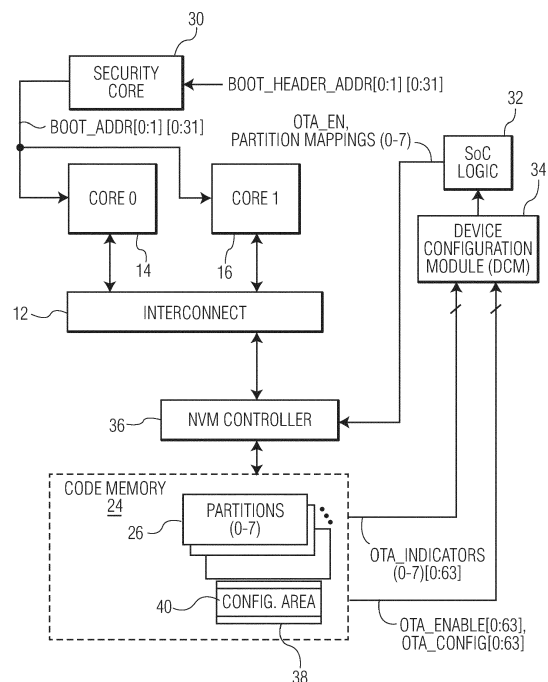 30
SECURITY
CORE
BOOT_HEADER_ADDR[0:1] [0:31]
BOOT_ADDR[0:1] [0:31]
OTA_EN,
PARTITION MAPPINGS (0-7)
32
SoC
LOGIC
34
DEVICE
CONFIGURATION
MODULE (DCM)
CORE 0
CORE 1
14
16
12
INTERCONNECT
36
NVM CONTROLLER
CODE MEMORY
24
26
PARTITIONS
(0-7)
OTA_INDICATORS
(0-7)[0:63]
40
CONFIG. AREA
OTA_ENABLE[0:63],
OTA_CONFIG[0:63]
38